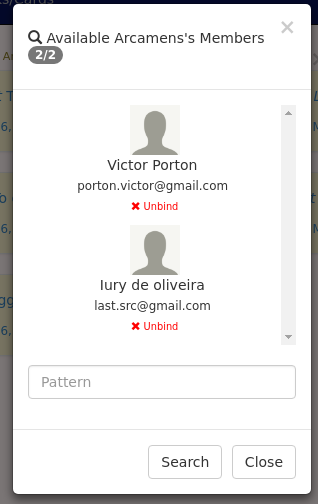 Available Arcamens's Members
2/2
×
Victor Porton
porton.victor@gmail.com
Unbind
Iury de oliveira
last.src@gmail.com
Unbind
Pattern
Search
Close